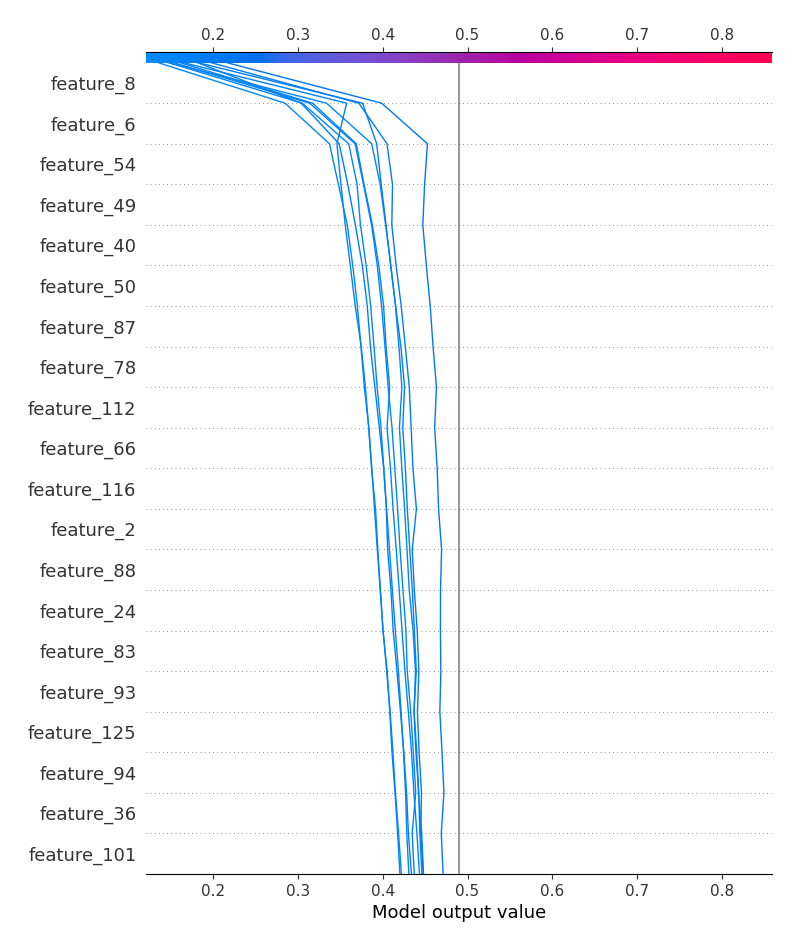 0.2 0.3 0.4 0.5 0.6 0.7 0.8
feature_8
feature_6
feature_54
feature_49
feature_40
feature_50
feature_87
feature_78
feature_112
feature_66
feature_116
feature_2
feature_88
feature_24
feature_83
feature_93
feature_125
feature_94
feature_36
feature_101
0.2 0.3 0.4 0.5 0.6 0.7 0.8
Model output value